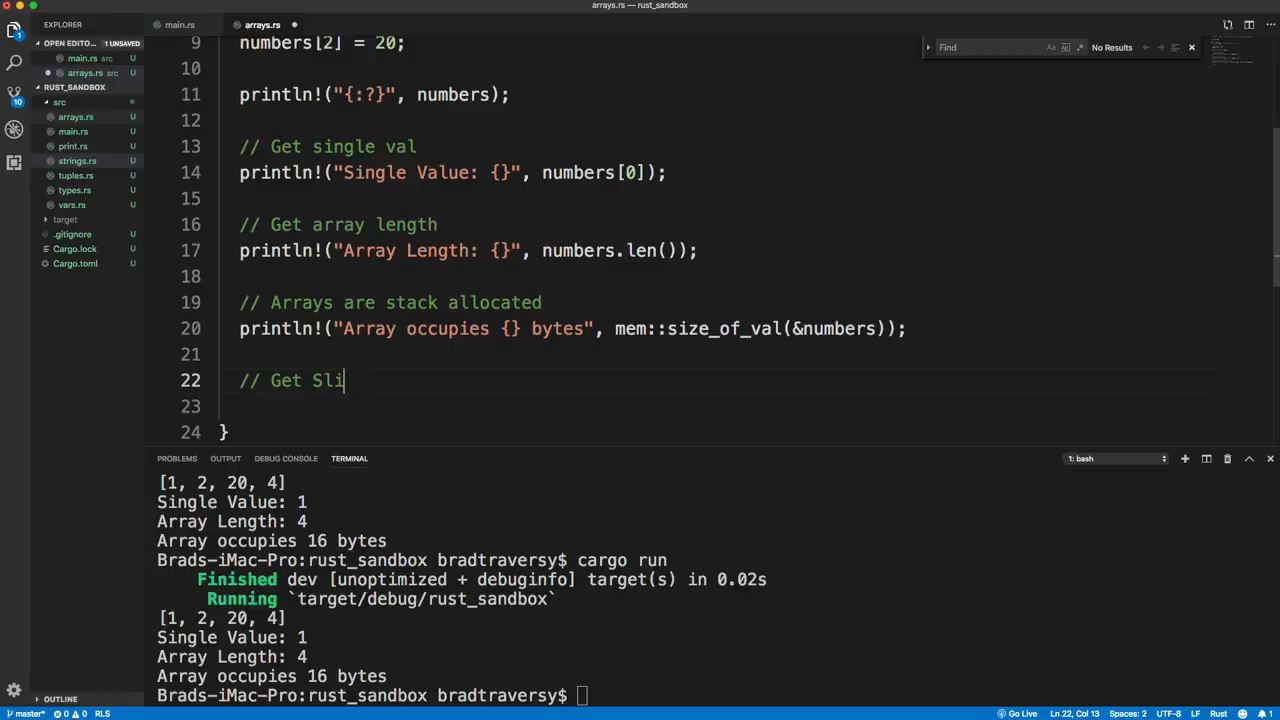 arrays.rs — rust_sandbox
EXPLORER
main.rs
arrays.rs
OPEN EDITO... 1 UNSAVED
main.rs src
arrays.rs src
RUST_SANDBOX
src
arrays.rs U
main.rs U
print.rs U
strings.rs U
tuples.rs U
types.rs U
vars.rs U
target
.gitignore U
Cargo.lock U
Cargo.toml U
OUTLINE
1
10
Find
Aa Abl .*
No Results
9 numbers[2] = 20;
10
11 println!("{:?}", numbers);
12
13 // Get single val
14 println!("Single Value: {}", numbers[0]);
15
16 // Get array length
17 println!("Array Length: {}", numbers.len());
18
19 // Arrays are stack allocated
20 println!("Array occupies {} bytes", mem::size_of_val(&numbers));
21
22 // Get Sli
23
24 }
PROBLEMS OUTPUT DEBUG CONSOLE TERMINAL 1: bash
[1, 2, 20, 4]
Single Value: 1
Array Length: 4
Array occupies 16 bytes
Brads-iMac-Pro:rust_sandbox bradtraversy$ cargo run
Finished dev [unoptimized + debuginfo] target(s) in 0.02s
Running `target/debug/rust_sandbox`
[1, 2, 20, 4]
Single Value: 1
Array Length: 4
Array occupies 16 bytes
Brads-iMac-Pro:rust_sandbox bradtraversy$
master* 0 0 RLS Go Live Ln 22, Col 13 Spaces: 2 UTF-8 LF Rust 1